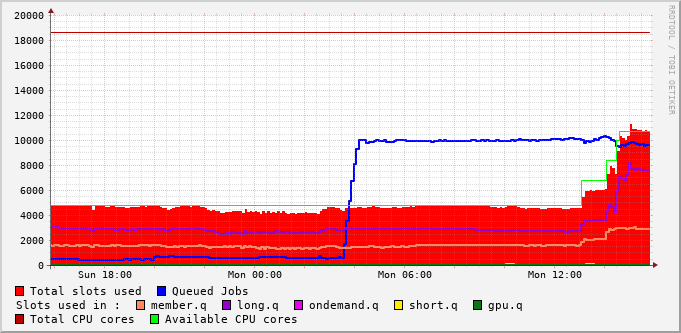 20000
18000
16000
14000
12000
10000
8000
6000
4000
2000
0
Sun 18:00 Mon 00:00 Mon 06:00 Mon 12:00
RRDTOOL / TOBI OETIKER
Total slots used Queued Jobs
Slots used in : member.q long.q ondemand.q short.q gpu.q
Total CPU cores Available CPU cores